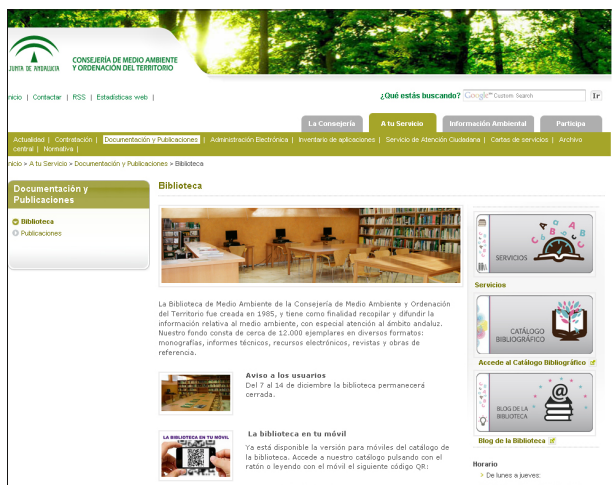 JUNTA DE ANDALUCIA
CONSEJERÍA DE MEDIO AMBIENTE
Y ORDENACIÓN DEL TERRITORIO
nicio | Contactar | RSS | Estadísticas web |
¿Qué estás buscando? Google™ Custom Search Ir
La Consejería A tu Servicio Información Ambiental Participa
Actualidad | Contratación | Documentación y Publicaciones | Administración Electrónica | Inventario de aplicaciones | Servicio de Atención Ciudadana | Cartas de servicios | Archivo
central | Normativa |
nicio > A tu Servicio > Documentación y Publicaciones > Biblioteca
Documentación y
Publicaciones
Biblioteca
Publicaciones
Biblioteca
La Biblioteca de Medio Ambiente de la Consejería de Medio Ambiente y Ordenación
del Territorio fue creada en 1985, y tiene como finalidad recopilar y difundir la
información relativa al medio ambiente, con especial atención al ámbito andaluz.
Nuestro fondo consta de cerca de 12.000 ejemplares en diversos formatos:
monografías, informes técnicos, recursos electrónicos, revistas y obras de
referencia.
Aviso a los usuarios
Del 7 al 14 de diciembre la biblioteca permanecerá
cerrada.
LA BIBLIOTECA EN TU MÓVIL
La biblioteca en tu móvil
Ya está disponible la versión para móviles del catálogo de
la biblioteca. Accede a nuestro catálogo pulsando con el
ratón o leyendo con el móvil el siguiente código QR:
SERVICIOS
Servicios
CATÁLOGO
BIBLIOGRÁFICO
Accede al Catálogo Bibliográfico
@
BLOG DE LA
BIBLIOTECA
Blog de la Biblioteca
Horario
> De lunes a jueves: